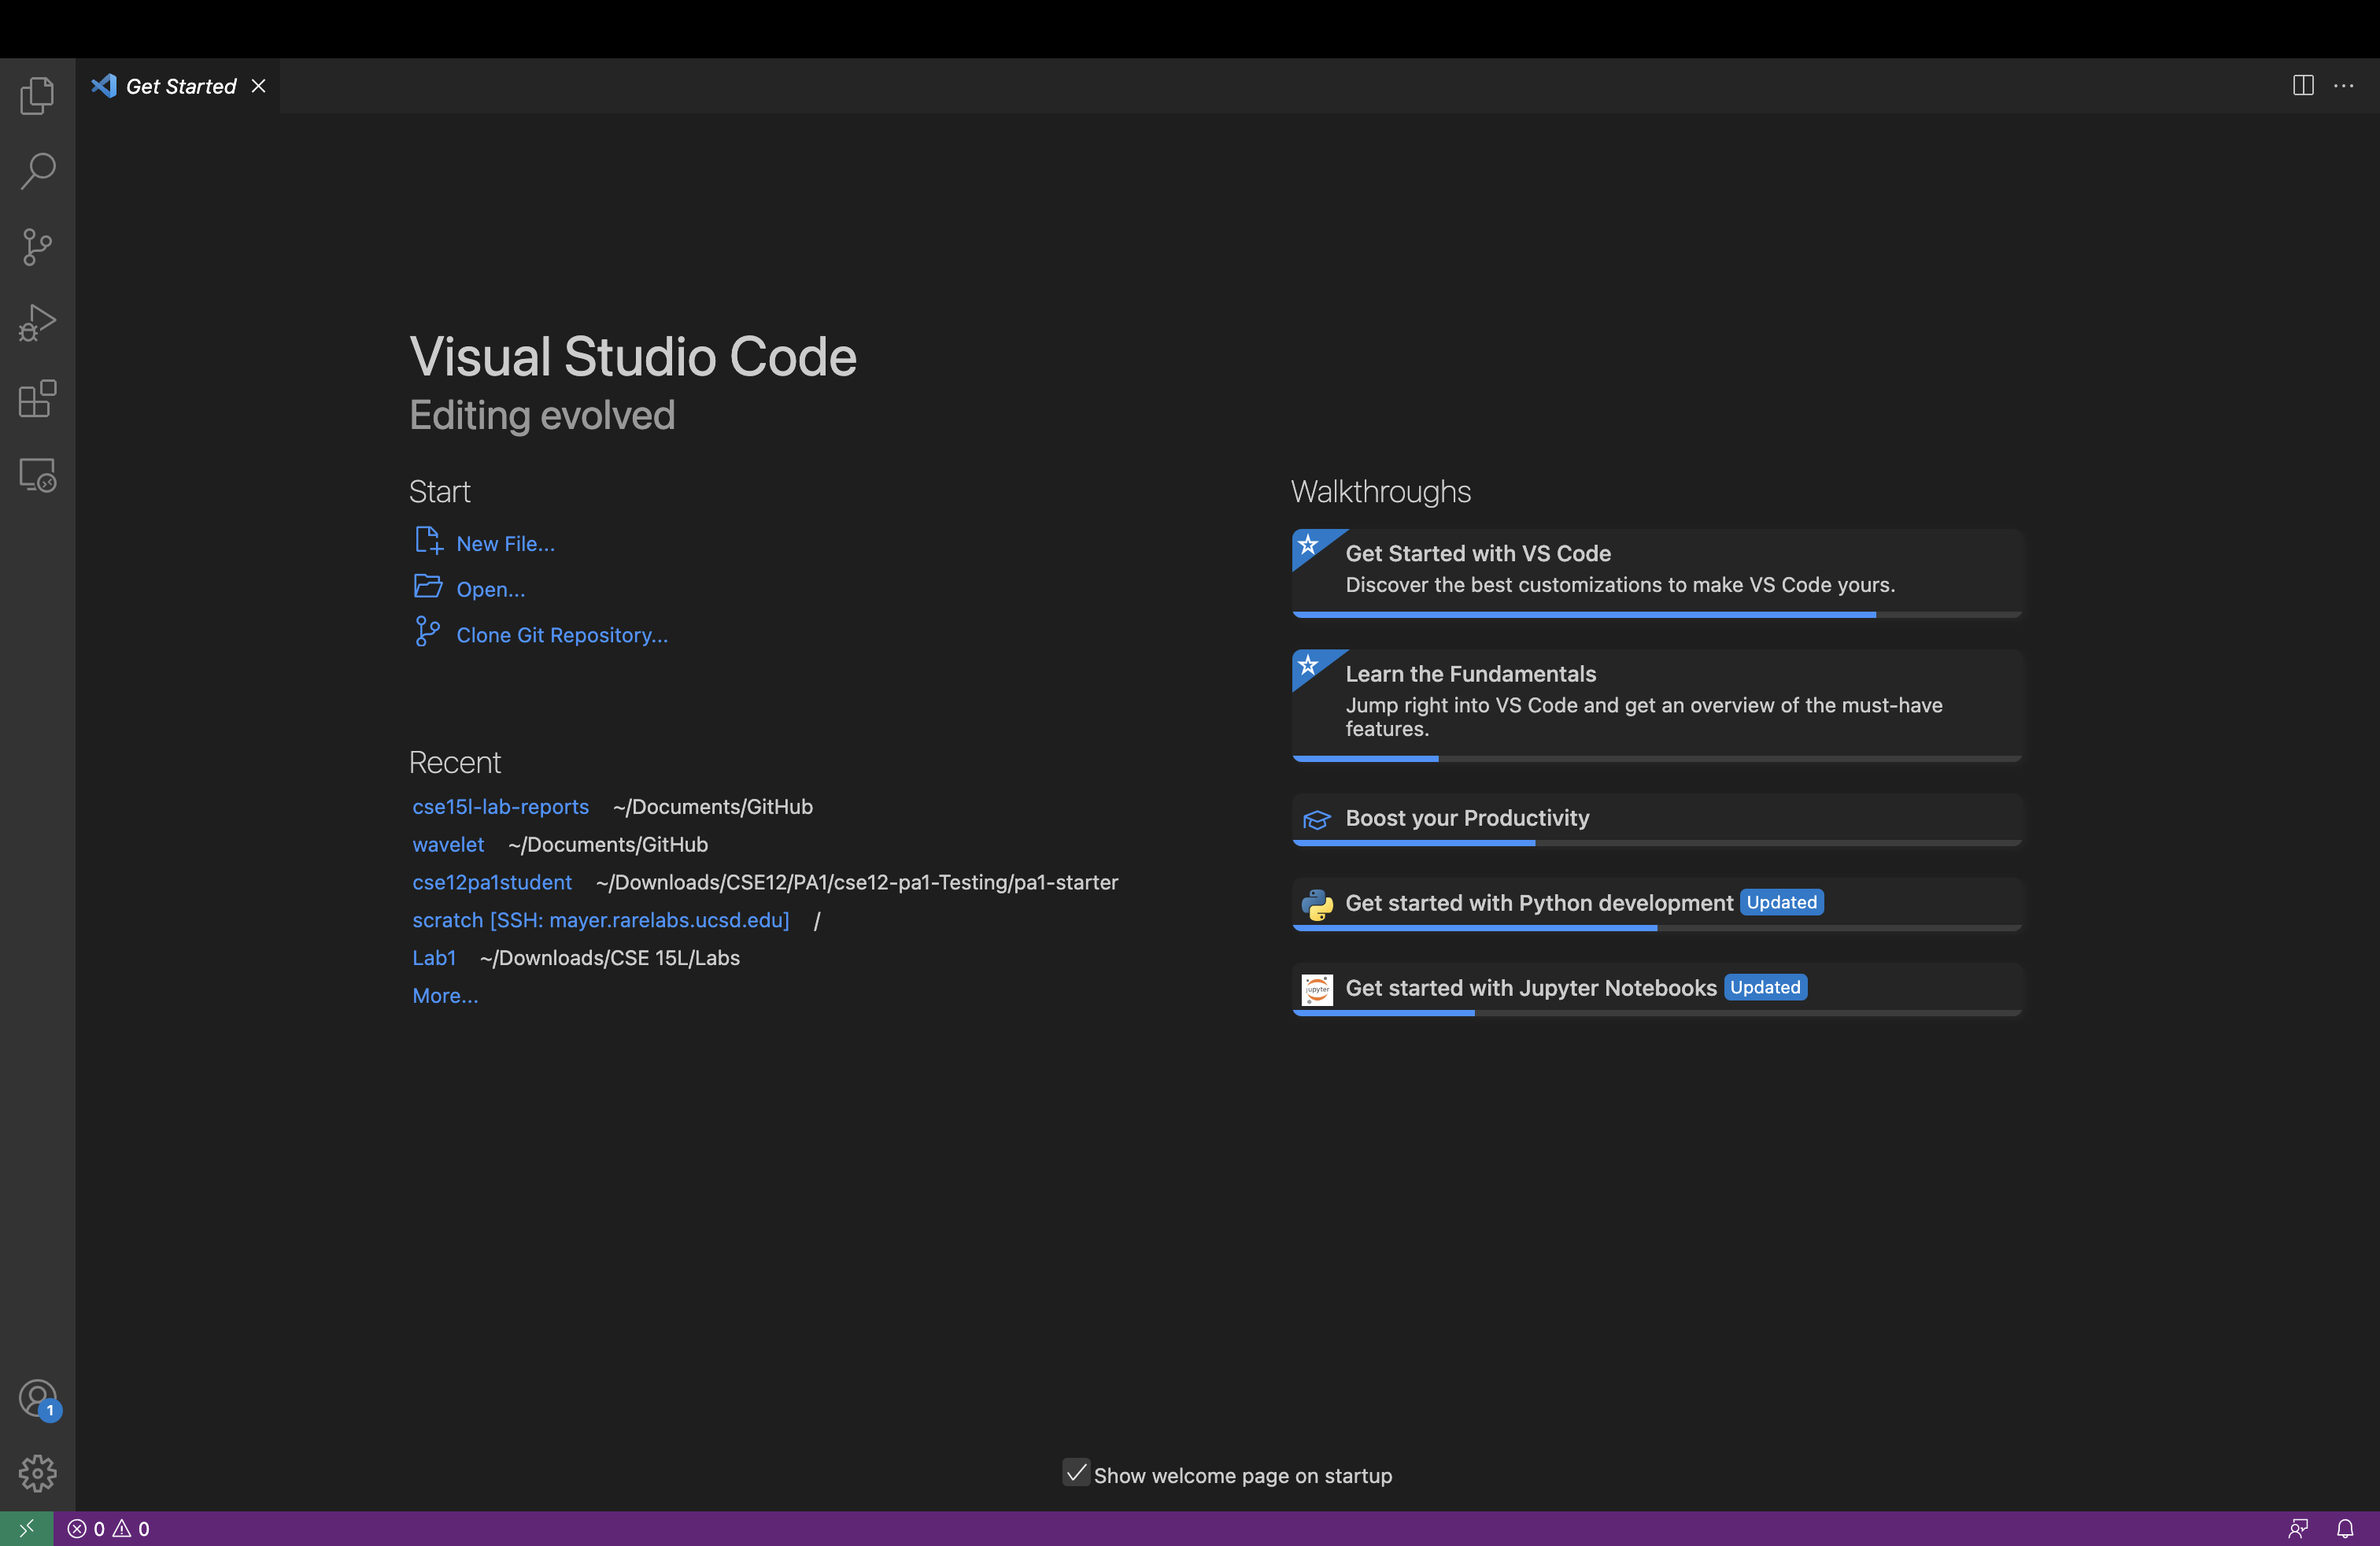 Get Started
Visual Studio Code
Editing evolved
Start
New File...
Open...
Clone Git Repository...
Recent
cse15l-lab-reports ~/Documents/GitHub
wavelet ~/Documents/GitHub
cse12pa1student ~/Downloads/CSE12/PA1/cse12-pa1-Testing/pa1-starter
scratch [SSH: mayer.rarelabs.ucsd.edu] /
Lab1 ~/Downloads/CSE 15L/Labs
More...
Walkthroughs
Get Started with VS Code
Discover the best customizations to make VS Code yours.
Learn the Fundamentals
Jump right into VS Code and get an overview of the must-have
features.
Boost your Productivity
Get started with Python development Updated
jupyter
Get started with Jupyter Notebooks Updated
1
Show welcome page on startup
0 0